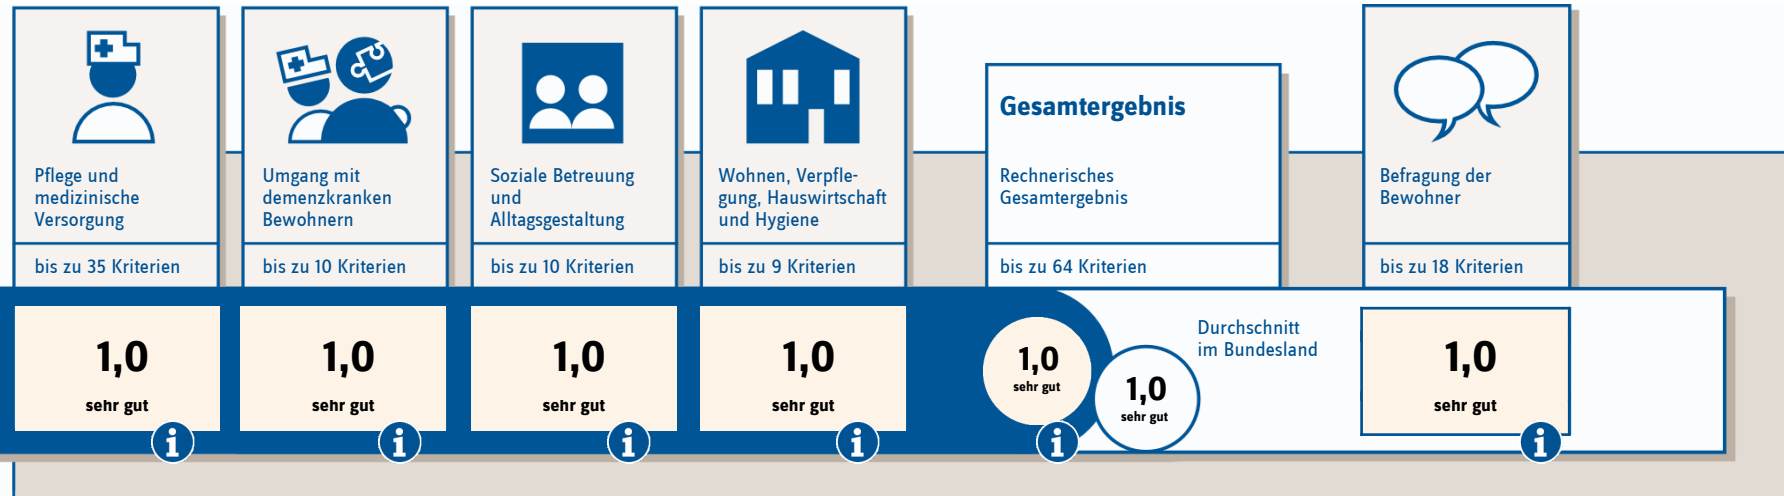 Pflege und
medizinische
Versorgung
bis zu 35 Kriterien
1,0
sehr gut
i
Umgang mit
demenzkranken
Bewohnern
bis zu 10 Kriterien
1,0
sehr gut
i
Soziale Betreuung
und
Alltagsgestaltung
bis zu 10 Kriterien
1,0
sehr gut
i
Wohnen, Verpfle-
gung, Hauswirtschaft
und Hygiene
bis zu 9 Kriterien
1,0
sehr gut
i
Gesamtergebnis
Rechnerisches
Gesamtergebnis
bis zu 64 Kriterien
1,0
sehr gut
i
Durchschnitt
im Bundesland
1,0
sehr gut
Befragung der
Bewohner
bis zu 18 Kriterien
1,0
sehr gut
i